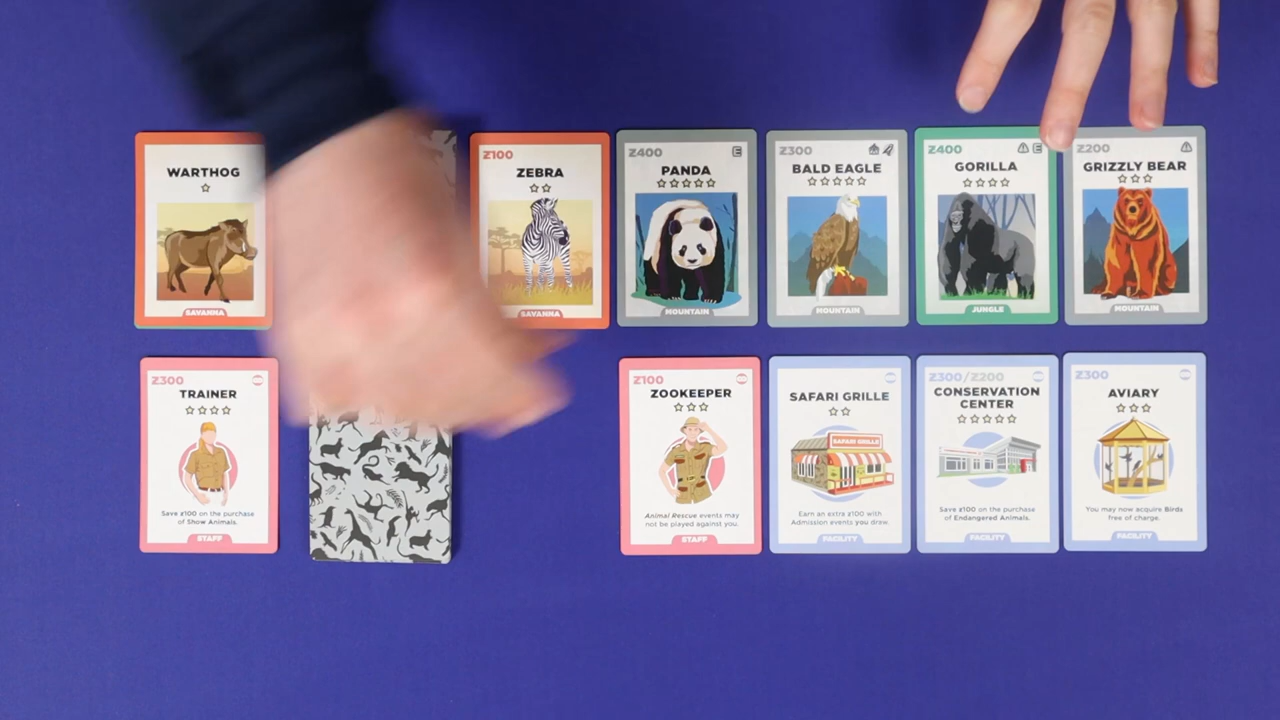 WARTHOG
SAVANNA
Z100
ZEBRA
SAVANNA
Z400
E
PANDA
MOUNTAIN
Z300
BALD EAGLE
MOUNTAIN
Z400
E
GORILLA
JUNGLE
Z200
GRIZZLY BEAR
MOUNTAIN
Z300
TRAINER
Save z100 on the purchase
of Show Animals.
STAFF
Z100
ZOOKEEPER
Animal Rescue events may
not be played against you.
STAFF
SAFARI GRILLE
SAFARI GRILLE
Earn an extra z100 with
Admission events you draw.
FACILITY
Z300/Z200
CONSERVATION
CENTER
Save z100 on the purchase
of Endangered Animals.
FACILITY
Z300
AVIARY
You may now acquire Birds
free of charge.
FACILITY